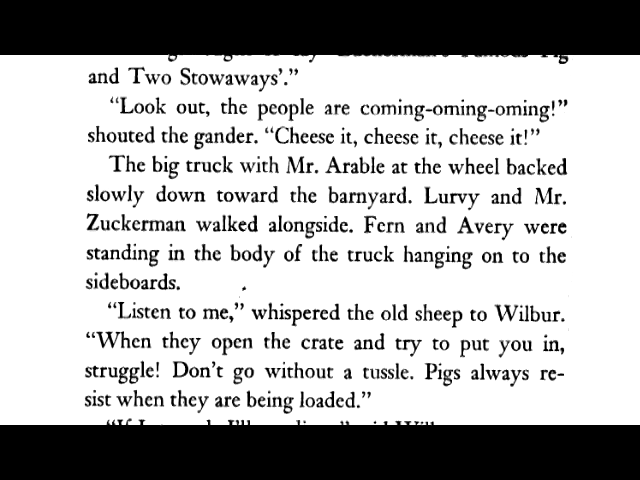 and Two Stowaways'.”
“Look out, the people are coming-oming-oming!”
shouted the gander. “Cheese it, cheese it, cheese it!”
The big truck with Mr. Arable at the wheel backed
slowly down toward the barnyard. Lurvy and Mr.
Zuckerman walked alongside. Fern and Avery were
standing in the body of the truck hanging on to the
sideboards.
“Listen to me,” whispered the old sheep to Wilbur.
“When they open the crate and try to put you in,
struggle! Don't go without a tussle. Pigs always re-
sist when they are being loaded.”